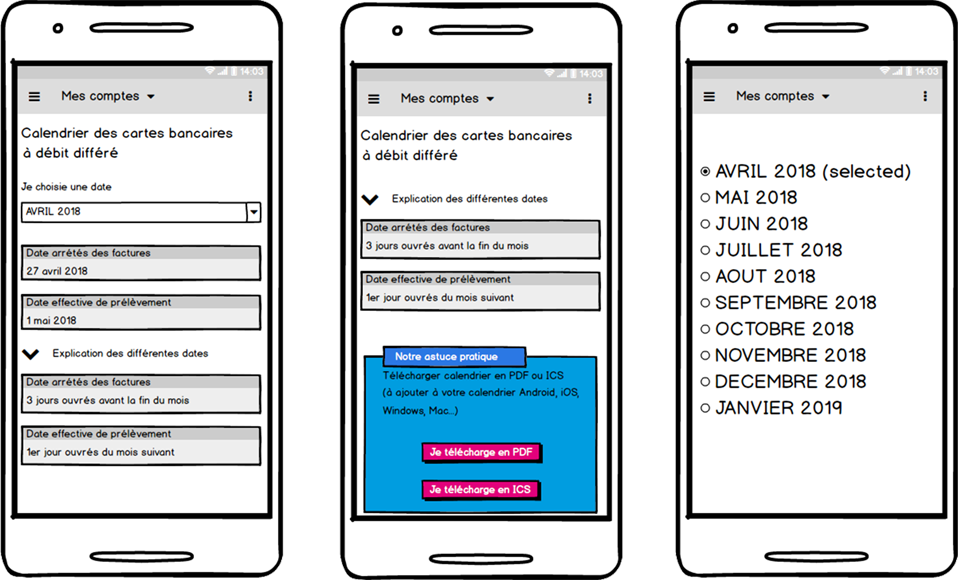 14:03
Mes comptes
Calendrier des cartes bancaires
à débit différé
Je choisie une date
AVRIL 2018
Date arrétés des factures
27 avril 2018
Date effective de prélèvement
1 mai 2018
Explication des différentes dates
Date arrétés des factures
3 jours ouvrés avant la fin du mois
Date effective de prélèvement
1er jour ouvrés du mois suivant
14:03
Mes comptes
Calendrier des cartes bancaires
à débit différé
Explication des différentes dates
Date arrétés des factures
3 jours ouvrés avant la fin du mois
Date effective de prélèvement
1er jour ouvrés du mois suivant
Notre astuce pratique
Télécharger calendrier en PDF ou ICS
(à ajouter à votre calendrier Android, iOS,
Windows, Mac...)
Je télécharge en PDF
Je télécharge en ICS
14:03
Mes comptes
AVRIL 2018 (selected)
MAI 2018
JUIN 2018
JUILLET 2018
AOUT 2018
SEPTEMBRE 2018
OCTOBRE 2018
NOVEMBRE 2018
DECEMBRE 2018
JANVIER 2019